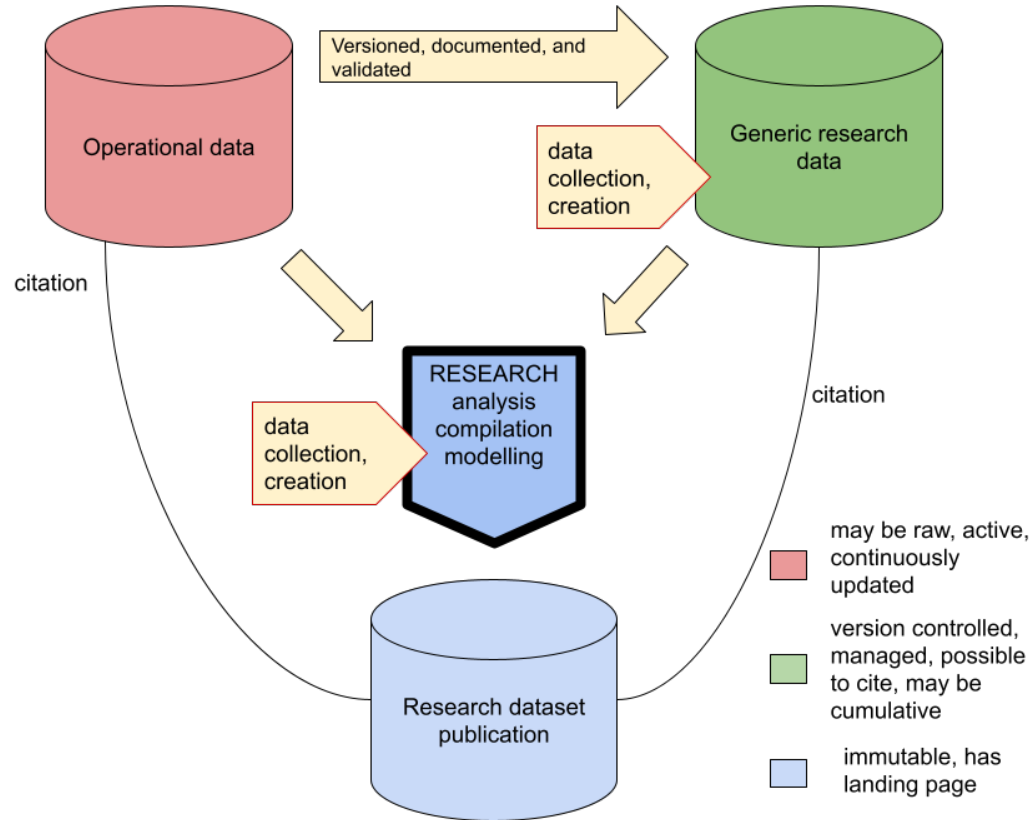 Versioned, documented, and
validated
Operational data
Generic research
data
data
collection,
creation
citation
RESEARCH
analysis
compilation
modelling
data
collection,
creation
citation
Research dataset
publication
may be raw, active,
continuously
updated
version controlled,
managed, possible
to cite, may be
cumulative
immutable, has
landing page